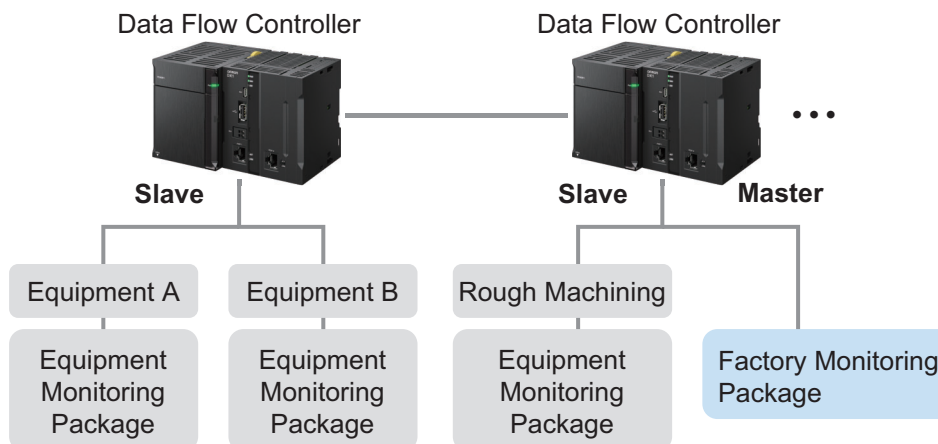 Data Flow Controller
Data Flow Controller
...
Slave
Slave
Master
Equipment A
Equipment B
Rough Machining
Equipment
Monitoring
Package
Equipment
Monitoring
Package
Equipment
Monitoring
Package
Factory Monitoring
Package